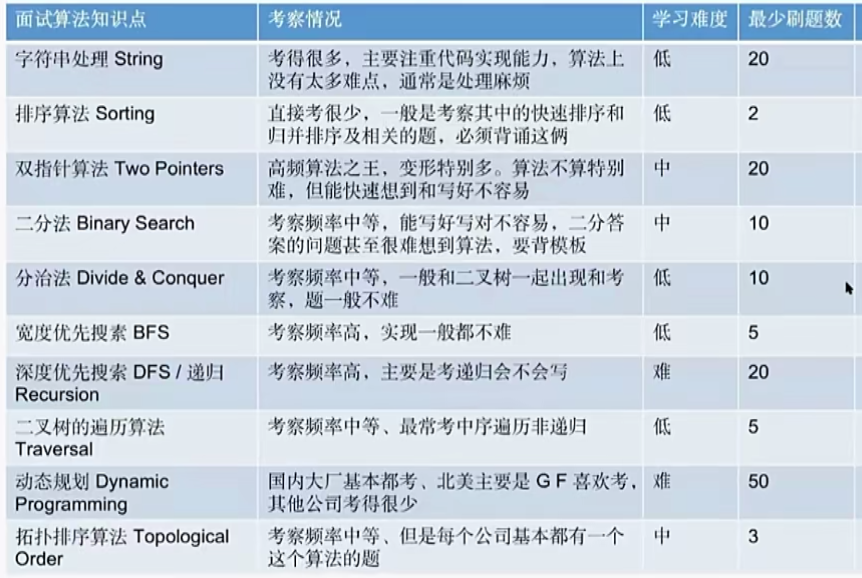 面试算法知识点 考察情况 学习难度 最少刷题数
字符串处理 String 考得很多，主要注重代码实现能力，算法上 低 20
没有太多难点，通常是处理麻烦
排序算法 Sorting 直接考很少，一般是考察其中的快速排序和 低 2
归并排序及相关的题，必须背诵这俩
双指针算法 Two Pointers 高频算法之王，变形特别多。算法不算特别 中 20
难，但能快速想到和写好不容易
二分法 Binary Search 考察频率中等，能写好写对不容易，二分答 中 10
案的问题甚至很难想到算法，要背模板
分治法 Divide & Conquer 考察频率中等，一般和二叉树一起出现和考 低 10
察，题一般不难
宽度优先搜素 BFS 考察频率高，实现一般都不难 低 5
深度优先搜素 DFS / 递归 考察频率高，主要是考递归会不会写 难 20
Recursion
二叉树的遍历算法 考察频率中等、最常考中序遍历非递归 低 5
Traversal
动态规划 Dynamic 国内大厂基本都考、北美主要是 G F 喜欢考， 难 50
Programming 其他公司考得很少
拓扑排序算法 Topological 考察频率中等、但是每个公司基本都有一个 中 3
Order 这个算法的题